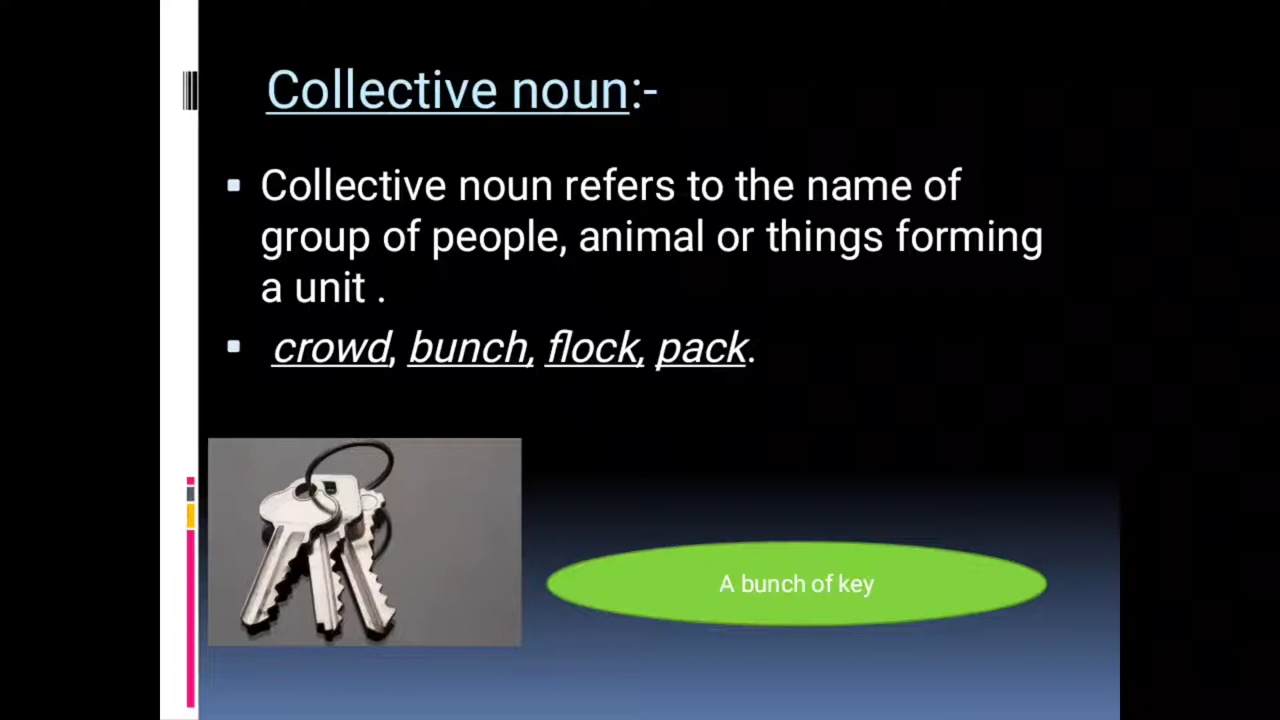 Collective noun:-
Collective noun refers to the name of
group of people, animal or things forming
a unit .
crowd, bunch, flock, pack.
A bunch of key